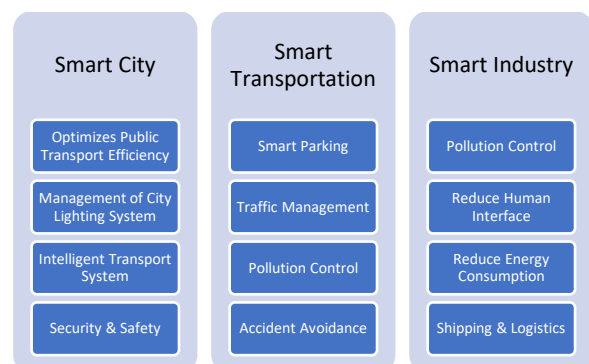 Smart City
Optimizes Public
Transport Efficiency
Management of City
Lighting System
Intelligent Transport
System
Security & Safety
Smart
Transportation
Smart Parking
Traffic Management
Pollution Control
Accident Avoidance
Smart Industry
Pollution Control
Reduce Human
Interface
Reduce Energy
Consumption
Shipping & Logistics